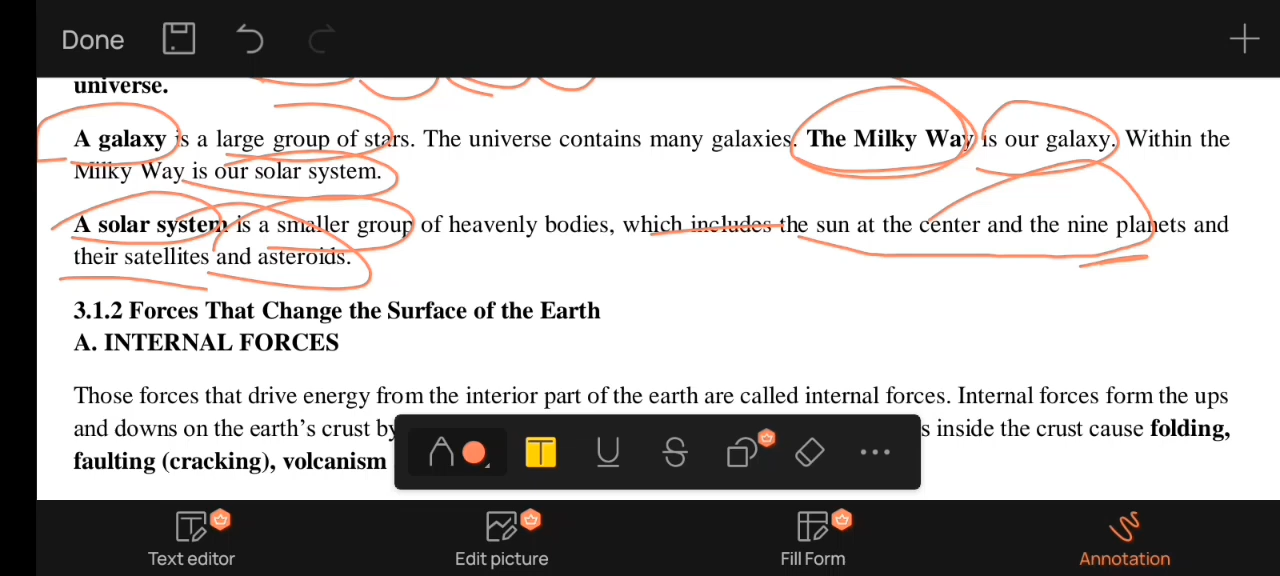 Done
universe.
A galaxy is a large group of stars. The universe contains many galaxies. The Milky Way is our galaxy. Within the
Milky Way is our solar system.
A solar system is a smaller group of heavenly bodies, which includes the sun at the center and the nine planets and
their satellites and asteroids.
3.1.2 Forces That Change the Surface of the Earth
A. INTERNAL FORCES
Those forces that drive energy from the interior part of the earth are called internal forces. Internal forces form the ups
and downs on the earth’s crust by s inside the crust cause folding,
faulting (cracking), volcanism
Text editor Edit picture Fill Form Annotation